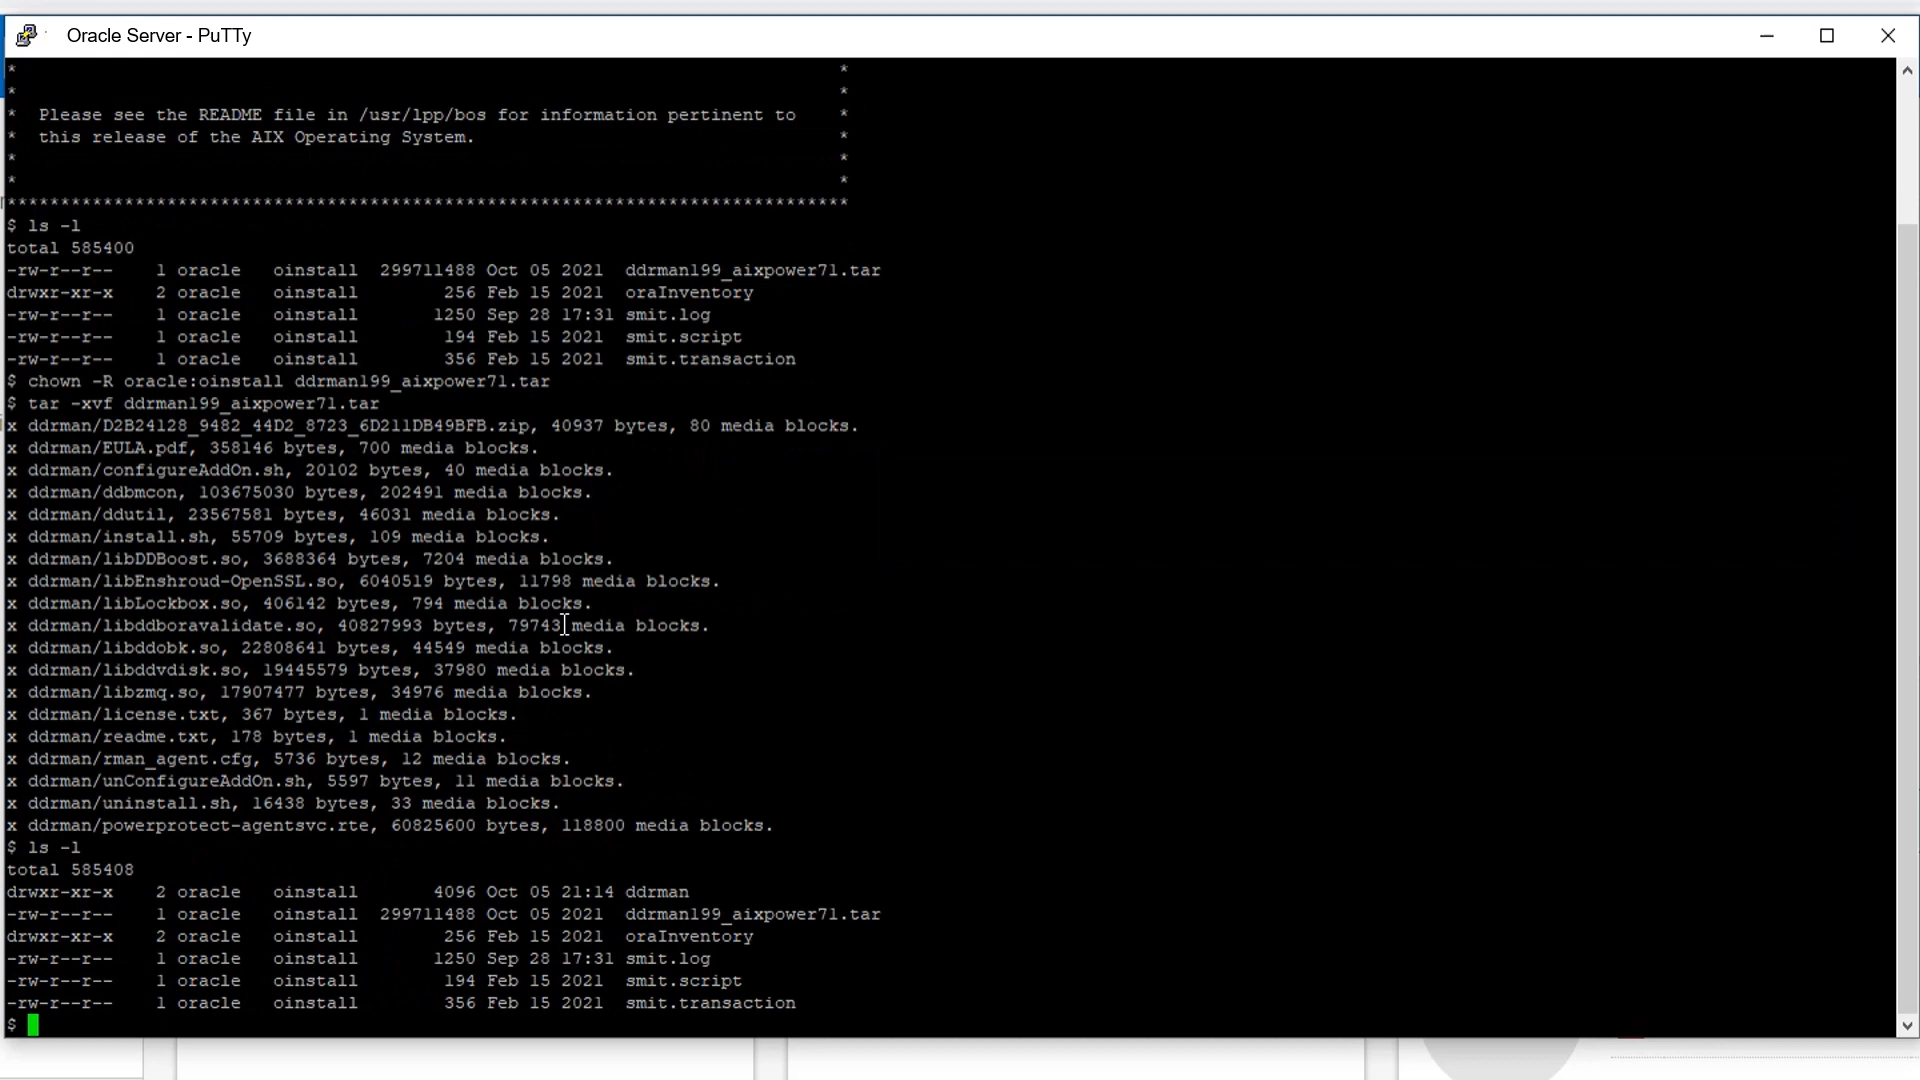 Oracle Server - PuTTy
* *
* *
* Please see the README file in /usr/lpp/bos for information pertinent to *
* this release of the AIX Operating System. *
* *
* *
*******************************************************************************
$ ls -l
total 585400
-rw-r--r-- 1 oracle oinstall 299711488 Oct 05 2021 ddrman199_aixpower71.tar
drwxr-xr-x 2 oracle oinstall 256 Feb 15 2021 oraInventory
-rw-r--r-- 1 oracle oinstall 1250 Sep 28 17:31 smit.log
-rw-r--r-- 1 oracle oinstall 194 Feb 15 2021 smit.script
-rw-r--r-- 1 oracle oinstall 356 Feb 15 2021 smit.transaction
$ chown -R oracle:oinstall ddrman199_aixpower71.tar
$ tar -xvf ddrman199_aixpower71.tar
x ddrman/D2B24128_9482_44D2_8723_6D211DB49BFB.zip, 40937 bytes, 80 media blocks.
x ddrman/EULA.pdf, 358146 bytes, 700 media blocks.
x ddrman/configureAddOn.sh, 20102 bytes, 40 media blocks.
x ddrman/ddbmcon, 103675030 bytes, 202491 media blocks.
x ddrman/ddutil, 23567581 bytes, 46031 media blocks.
x ddrman/install.sh, 55709 bytes, 109 media blocks.
x ddrman/libDDBoost.so, 3688364 bytes, 7204 media blocks.
x ddrman/libEnshroud-OpenSSL.so, 6040519 bytes, 11798 media blocks.
x ddrman/libLockbox.so, 406142 bytes, 794 media blocks.
x ddrman/libddboravalidate.so, 40827993 bytes, 79743 media blocks.
x ddrman/libddobk.so, 22808641 bytes, 44549 media blocks.
x ddrman/libddvdisk.so, 19445579 bytes, 37980 media blocks.
x ddrman/libzmq.so, 17907477 bytes, 34976 media blocks.
x ddrman/license.txt, 367 bytes, 1 media blocks.
x ddrman/readme.txt, 178 bytes, 1 media blocks.
x ddrman/rman_agent.cfg, 5736 bytes, 12 media blocks.
x ddrman/unConfigureAddOn.sh, 5597 bytes, 11 media blocks.
x ddrman/uninstall.sh, 16438 bytes, 33 media blocks.
x ddrman/powerprotect-agentsvc.rte, 60825600 bytes, 118800 media blocks.
$ ls -l
total 585408
drwxr-xr-x 2 oracle oinstall 4096 Oct 05 21:14 ddrman
-rw-r--r-- 1 oracle oinstall 299711488 Oct 05 2021 ddrman199_aixpower71.tar
drwxr-xr-x 2 oracle oinstall 256 Feb 15 2021 oraInventory
-rw-r--r-- 1 oracle oinstall 1250 Sep 28 17:31 smit.log
-rw-r--r-- 1 oracle oinstall 194 Feb 15 2021 smit.script
-rw-r--r-- 1 oracle oinstall 356 Feb 15 2021 smit.transaction
$